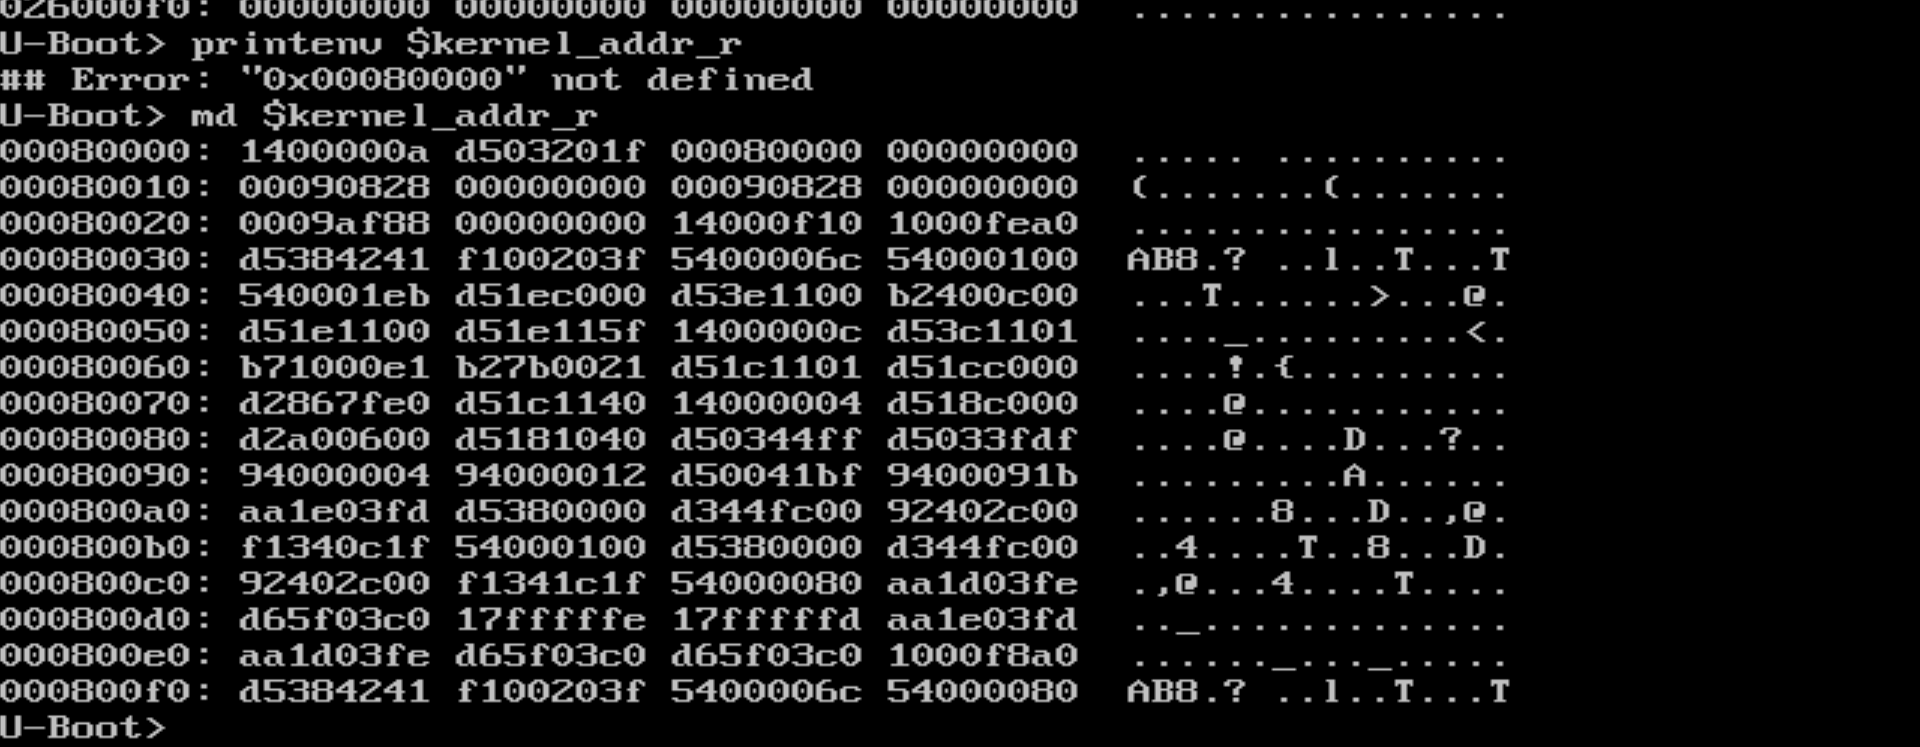 026000f0: 00000000 00000000 00000000 00000000  ................
U-Boot> printenv $kernel_addr_r
## Error: "0x00080000" not defined
U-Boot> md $kernel_addr_r
00080000: 1400000a d503201f 00080000 00000000  ..... ..........
00080010: 00090828 00000000 00090828 00000000  (.......(.......
00080020: 0009af88 00000000 14000f10 1000fea0  ................
00080030: d5384241 f100203f 5400006c 54000100  AB8.? ..l..T...T
00080040: 540001eb d51ec000 d53e1100 b2400c00  ...T......>...@.
00080050: d51e1100 d51e115f 1400000c d53c1101  ...._.........<.
00080060: b71000e1 b27b0021 d51c1101 d51cc000  ....!.{.........
00080070: d2867fe0 d51c1140 14000004 d518c000  ....@...........
00080080: d2a00600 d5181040 d50344ff d5033fdf  ....@....D...?..
00080090: 94000004 94000012 d50041bf 9400091b  .........A......
000800a0: aa1e03fd d5380000 d344fc00 92402c00  ......8...D..,@.
000800b0: f1340c1f 54000100 d5380000 d344fc00  ..4....T..8...D.
000800c0: 92402c00 f1341c1f 54000080 aa1d03fe  .,@...4....T....
000800d0: d65f03c0 17fffffe 17fffffd aa1e03fd  .._.............
000800e0: aa1d03fe d65f03c0 d65f03c0 1000f8a0  ......_..._.....
000800f0: d5384241 f100203f 5400006c 54000080  AB8.? ..l..T...T
U-Boot>